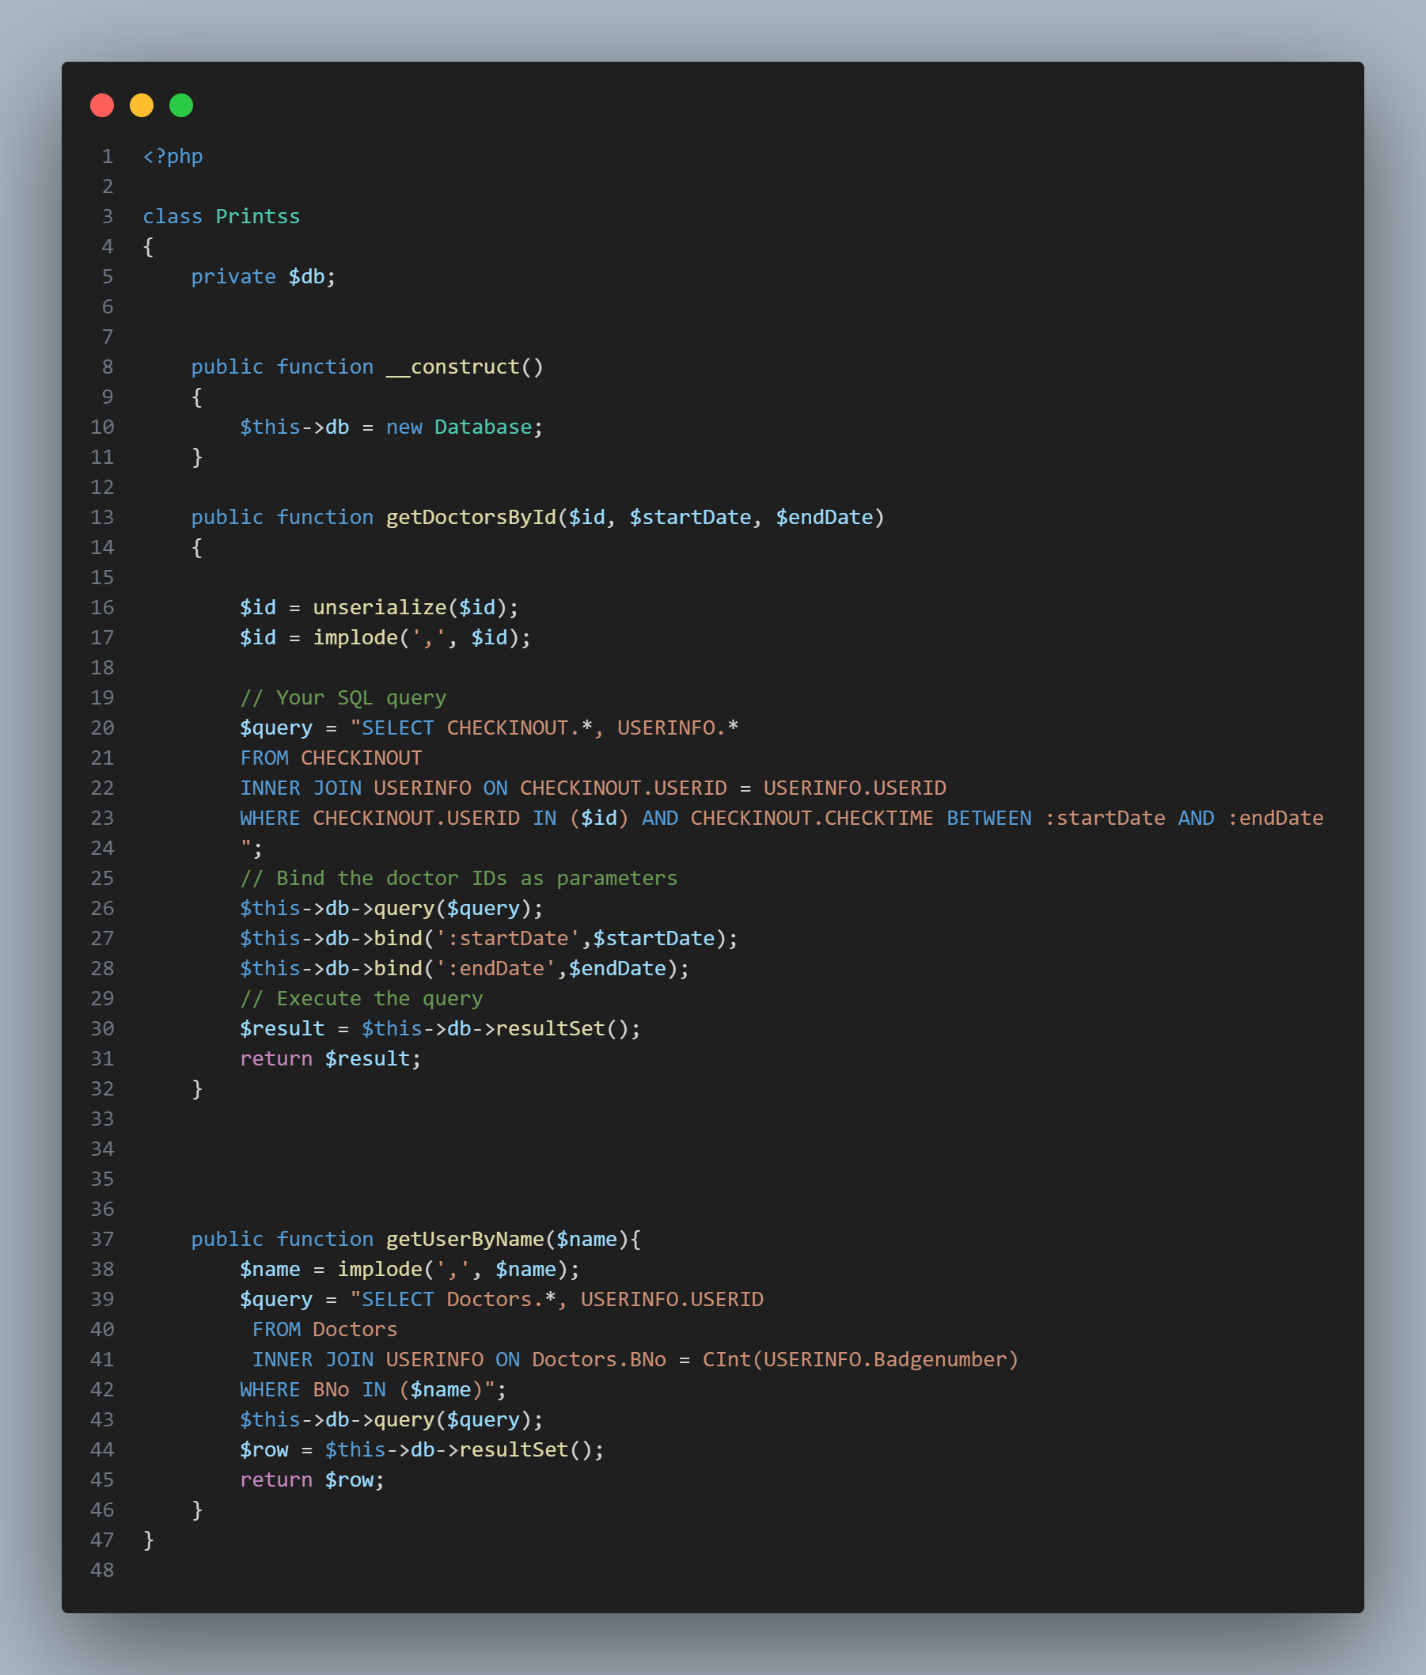 1 <?php
2
3 class Printss
4 {
5     private $db;
6
7
8     public function __construct()
9     {
10         $this->db = new Database;
11     }
12
13     public function getDoctorsById($id, $startDate, $endDate)
14     {
15
16         $id = unserialize($id);
17         $id = implode(',', $id);
18
19         // Your SQL query
20         $query = "SELECT CHECKINOUT.*, USERINFO.*
21         FROM CHECKINOUT
22         INNER JOIN USERINFO ON CHECKINOUT.USERID = USERINFO.USERID
23         WHERE CHECKINOUT.USERID IN ($id) AND CHECKINOUT.CHECKTIME BETWEEN :startDate AND :endDate
24         ";
25         // Bind the doctor IDs as parameters
26         $this->db->query($query);
27         $this->db->bind(':startDate',$startDate);
28         $this->db->bind(':endDate',$endDate);
29         // Execute the query
30         $result = $this->db->resultSet();
31         return $result;
32     }
33
34
35
36
37     public function getUserByName($name){
38         $name = implode(',', $name);
39         $query = "SELECT Doctors.*, USERINFO.USERID
40          FROM Doctors
41          INNER JOIN USERINFO ON Doctors.BNo = CInt(USERINFO.Badgenumber)
42         WHERE BNo IN ($name)";
43         $this->db->query($query);
44         $row = $this->db->resultSet();
45         return $row;
46     }
47 }
48